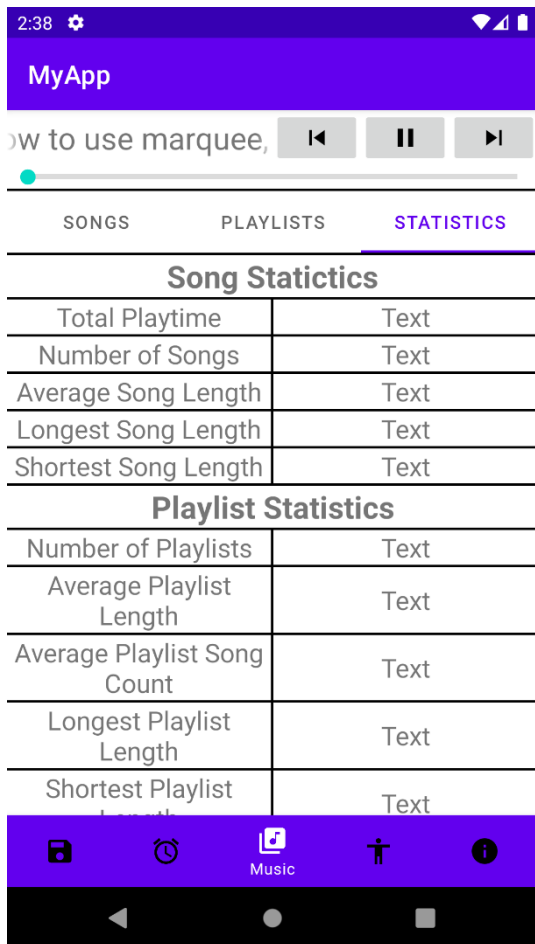 2:38
MyApp
ow to use marquee,
SONGS PLAYLISTS STATISTICS
Song Statictics
Total Playtime Text
Number of Songs Text
Average Song Length Text
Longest Song Length Text
Shortest Song Length Text
Playlist Statistics
Number of Playlists Text
Average Playlist
Length Text
Average Playlist Song
Count Text
Longest Playlist
Length Text
Shortest Playlist
Length Text
Music